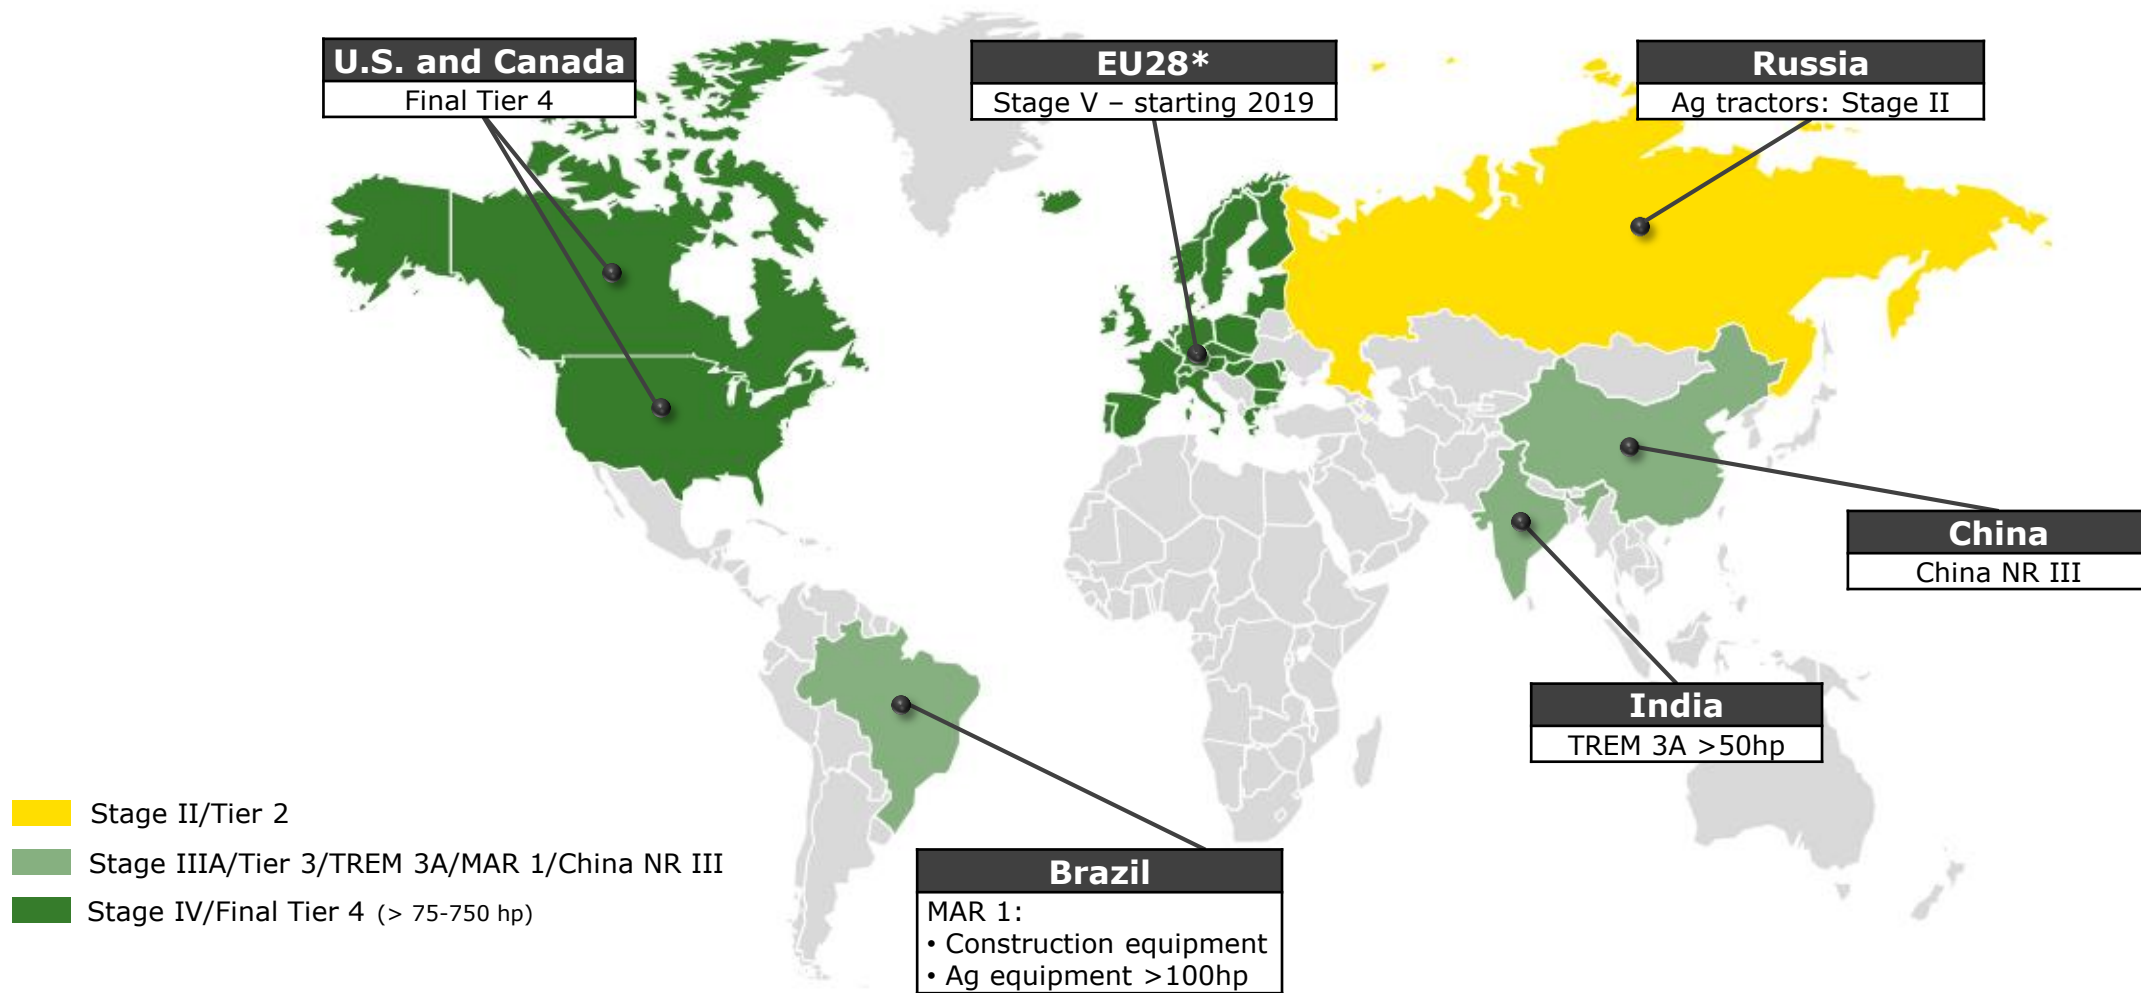 U.S. and Canada
Final Tier 4
EU28*
Stage V – starting 2019
Russia
Ag tractors: Stage II
China
China NR III
India
TREM 3A >50hp
Brazil
MAR 1:
• Construction equipment
• Ag equipment >100hp
Stage II/Tier 2
Stage IIIA/Tier 3/TREM 3A/MAR 1/China NR III
Stage IV/Final Tier 4 (> 75-750 hp)